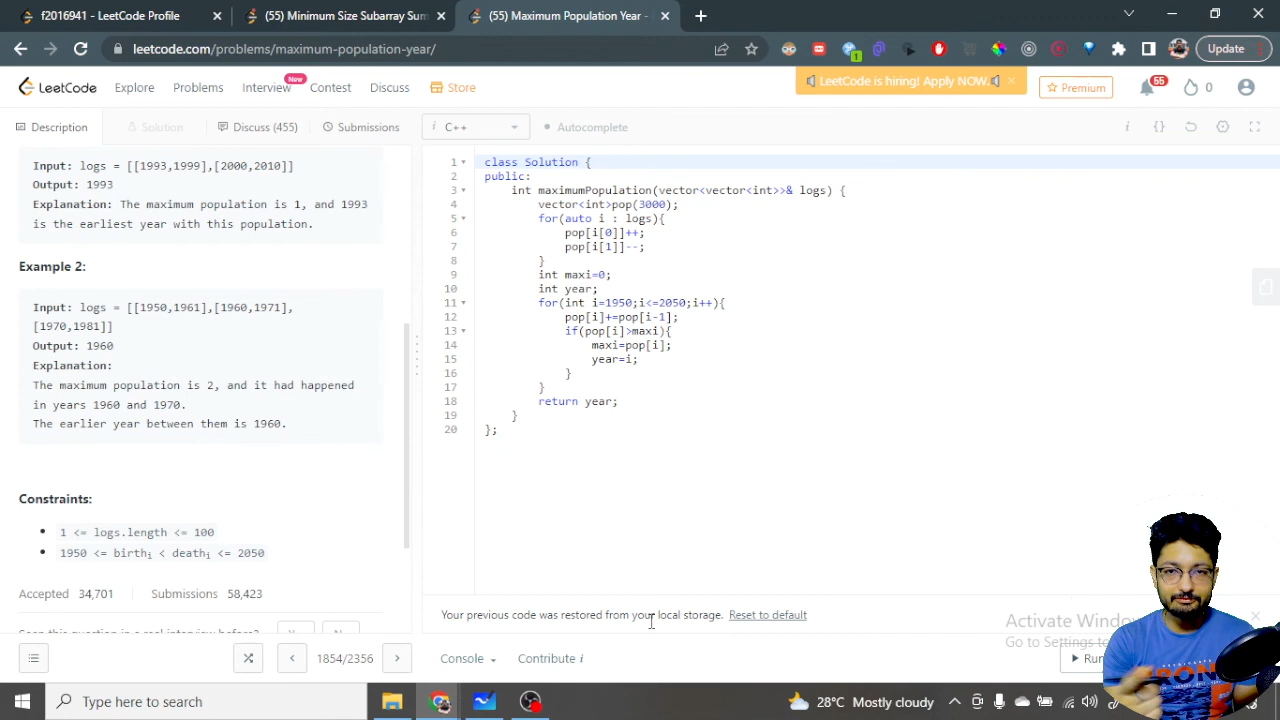 f2016941 - LeetCode Profile
(55) Minimum Size Subarray Sum
(55) Maximum Population Year -
leetcode.com/problems/maximum-population-year/
1
Update
LeetCode
Explore
Problems
Interview
New
Contest
Discuss
Store
LeetCode is hiring! Apply NOW.
Premium
55
0
Description
Solution
Discuss (455)
Submissions
i C++
Autocomplete
Input: logs = [[1993,1999],[2000,2010]]
Output: 1993
Explanation: The maximum population is 1, and 1993
is the earliest year with this population.
Example 2:
Input: logs = [[1950,1961],[1960,1971],
[1970,1981]]
Output: 1960
Explanation:
The maximum population is 2, and it had happened
in years 1960 and 1970.
The earlier year between them is 1960.
Constraints:
1 <= logs.length <= 100
1950 <= birthi < deathi <= 2050
Accepted 34,701 Submissions 58,423
1 class Solution {
2 public:
3 int maximumPopulation(vector<vector<int>>& logs) {
4 vector<int>pop(3000);
5 for(auto i : logs){
6 pop[i[0]]++;
7 pop[i[1]]--;
8 }
9 int maxi=0;
10 int year;
11 for(int i=1950;i<=2050;i++){
12 pop[i]+=pop[i-1];
13 if(pop[i]>maxi){
14 maxi=pop[i];
15 year=i;
16 }
17 }
18 return year;
19 }
20 };
Your previous code was restored from your local storage. Reset to default
1854/2356
Console
Contribute i
Run
Activate Windo
Go to Settings to
Type here to search
28°C Mostly cloudy